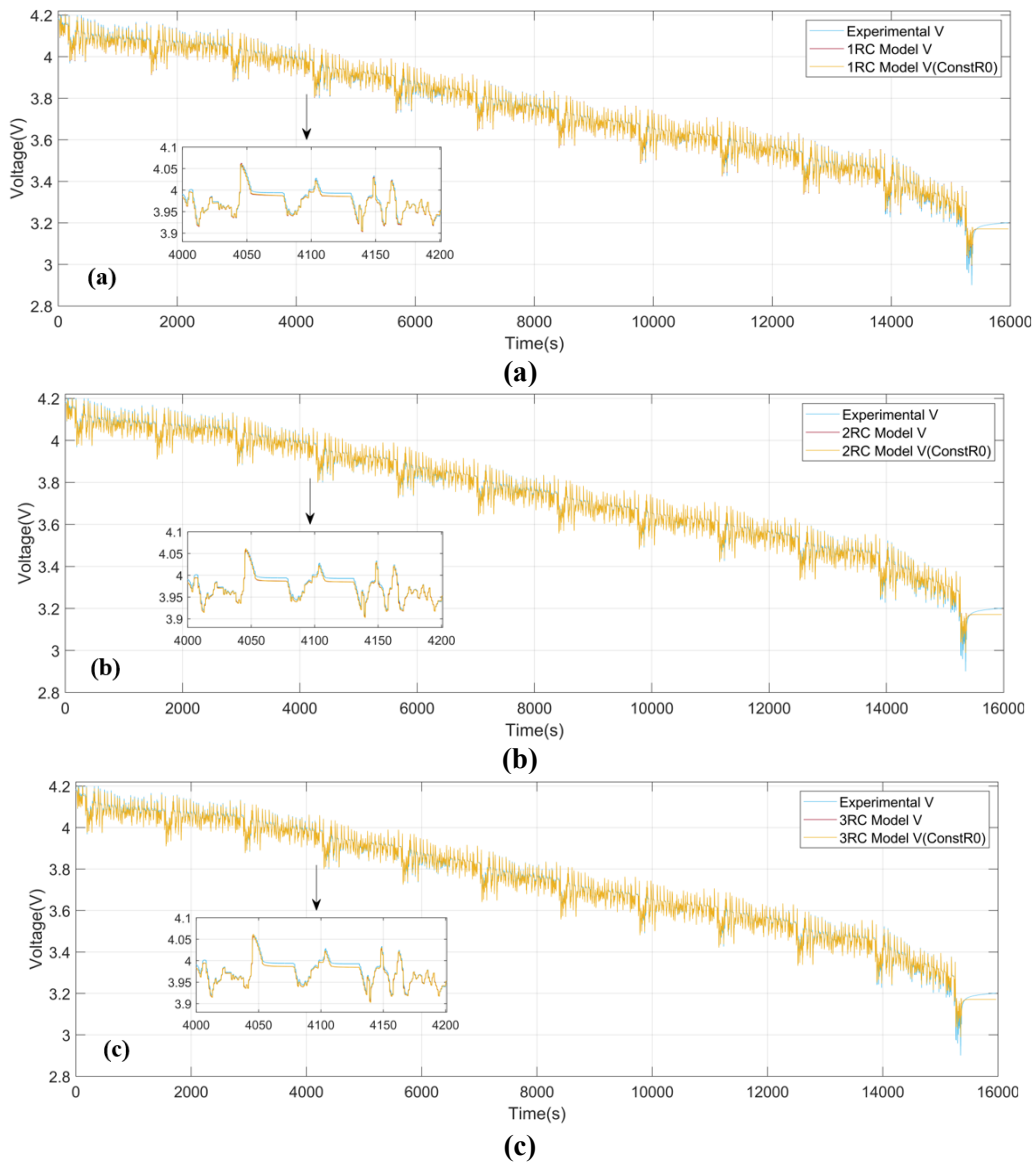 4.2
4
3.8
3.6
3.4
3.2
3
2.8
Voltage(V)
Experimental V
1RC Model V
1RC Model V(ConstR0)
4.1
4.05
4
3.95
3.9
4000 4050 4100 4150 4200
(a)
0 2000 4000 6000 8000 10000 12000 14000 16000
Time(s)
(a)
4.2
4
3.8
3.6
3.4
3.2
3
2.8
Voltage(V)
Experimental V
2RC Model V
2RC Model V(ConstR0)
4.1
4.05
4
3.95
3.9
4000 4050 4100 4150 4200
(b)
0 2000 4000 6000 8000 10000 12000 14000 16000
Time(s)
(b)
4.2
4
3.8
3.6
3.4
3.2
3
2.8
Voltage(V)
Experimental V
3RC Model V
3RC Model V(ConstR0)
4.1
4.05
4
3.95
3.9
4000 4050 4100 4150 4200
(c)
0 2000 4000 6000 8000 10000 12000 14000 16000
Time(s)
(c)